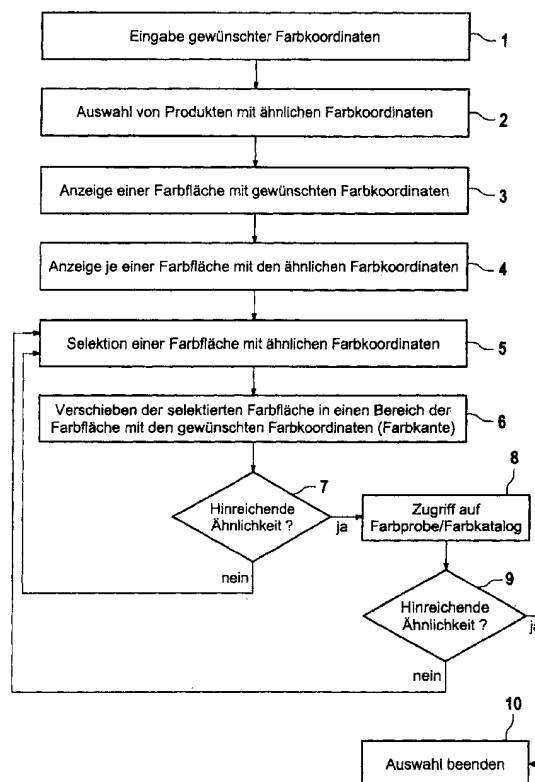 Eingabe gewünschter Farbkoordinaten
1
Auswahl von Produkten mit ähnlichen Farbkoordinaten
2
Anzeige einer Farbfläche mit gewünschten Farbkoordinaten
3
Anzeige je einer Farbfläche mit den ähnlichen Farbkoordinaten
4
Selektion einer Farbfläche mit ähnlichen Farbkoordinaten
5
Verschieben der selektierten Farbfläche in einen Bereich der
Farbfläche mit den gewünschten Farbkoordinaten (Farbkante)
6
7
Hinreichende
Ähnlichkeit ?
ja
nein
8
Zugriff auf
Farbprobe/Farbkatalog
9
Hinreichende
Ähnlichkeit ?
ja
nein
10
Auswahl beenden